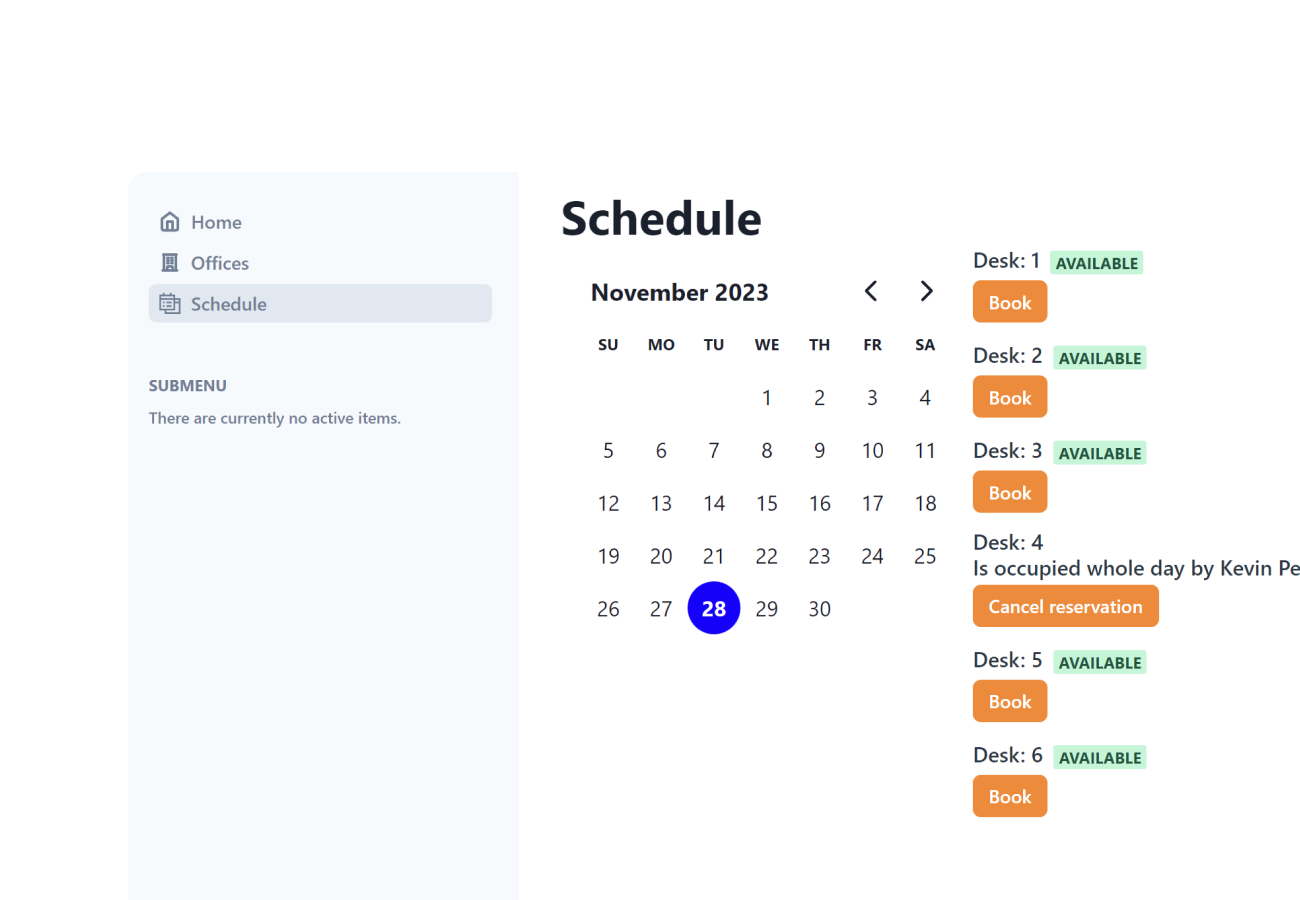 Home
Offices
Schedule
SUBMENU
There are currently no active items.
Schedule
November 2023
SU MO TU WE TH FR SA
1 2 3 4
5 6 7 8 9 10 11
12 13 14 15 16 17 18
19 20 21 22 23 24 25
26 27 28 29 30
Desk: 1 AVAILABLE
Book
Desk: 2 AVAILABLE
Book
Desk: 3 AVAILABLE
Book
Desk: 4
Is occupied whole day by Kevin Pe
Cancel reservation
Desk: 5 AVAILABLE
Book
Desk: 6 AVAILABLE
Book